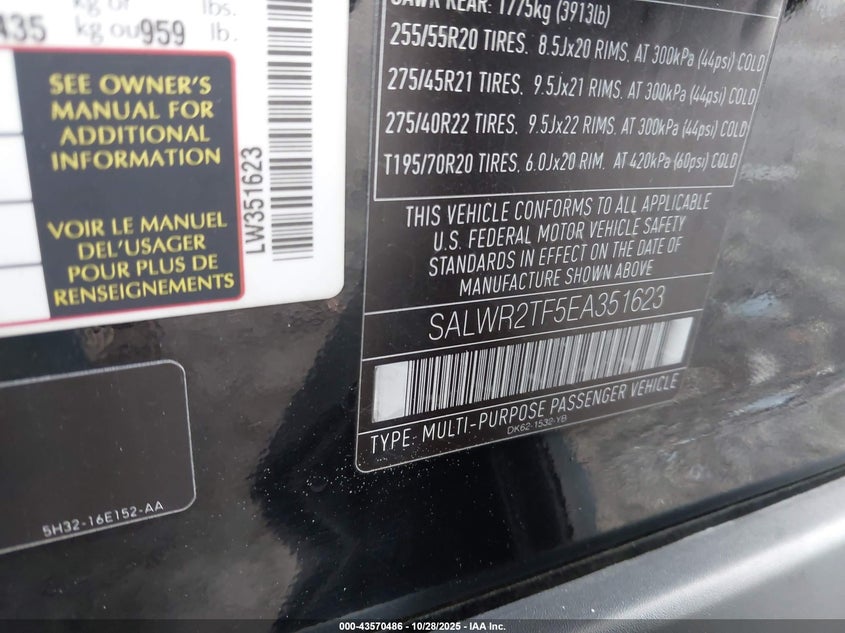 435 kg ou 959 lb.
kg or lbs.
SEE OWNER'S
MANUAL FOR
ADDITIONAL
INFORMATION
VOIR LE MANUEL
DEL'USAGER
POUR PLUS DE
RENSEIGNEMENTS
LW351623
5H32-16E152-AA
GAWR REAR: 1775kg (3913lb)
255/55R20 TIRES. 8.5Jx20 RIMS. AT 300kPa (44psi) COLD
275/45R21 TIRES. 9.5Jx21 RIMS. AT 300kPa (44psi) COLD
275/40R22 TIRES. 9.5Jx22 RIMS. AT 300kPa (44psi) COLD
T195/70R20 TIRES. 6.0Jx20 RIM. AT 420kPa (60psi) COLD
THIS VEHICLE CONFORMS TO ALL APPLICABLE
U.S. FEDERAL MOTOR VEHICLE SAFETY
STANDARDS IN EFFECT ON THE DATE OF
MANUFACTURE SHOWN ABOVE
SALWR2TF5EA351623
TYPE: MULTI-PURPOSE PASSENGER VEHICLE
DK62-1532-YB
000-43570486 - 10/28/2025 - IAA Inc.